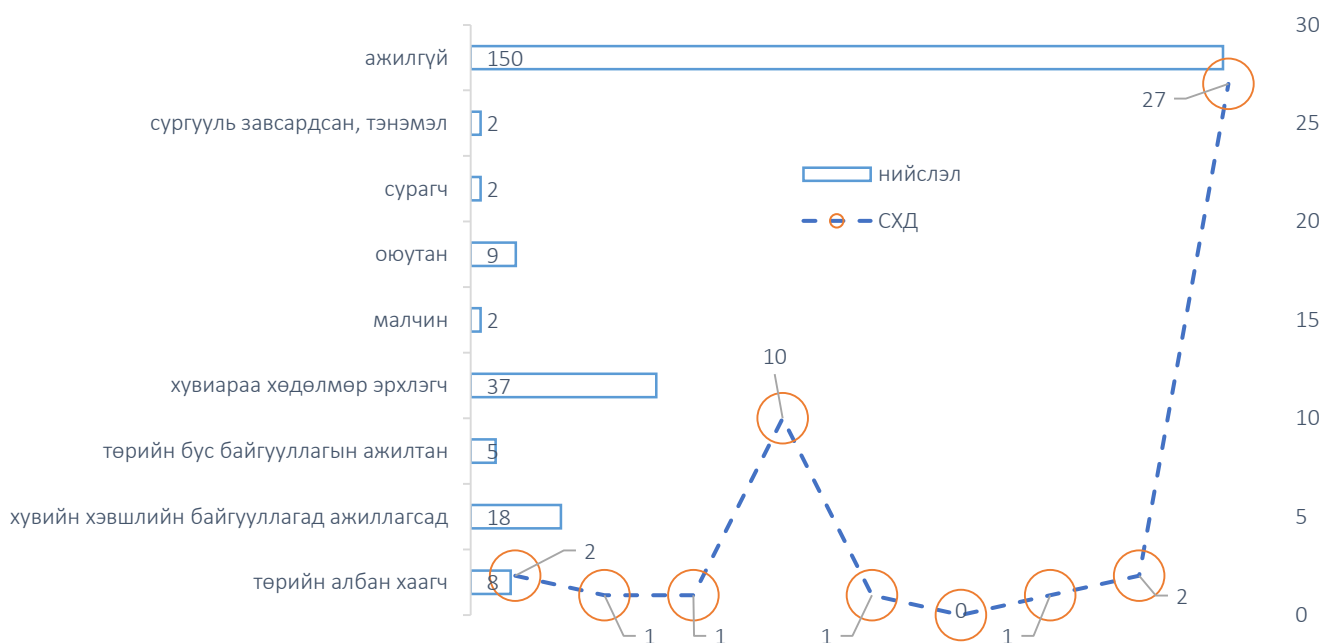 30
ажилгүй
150
27
25
сургууль завсардсан, тэнэмэл
2
нийслэл
сурагч
2
СХД
20
оюутан
9
малчин
2
15
10
хувиараа хөдөлмөр эрхлэгч
37
10
төрийн бус байгууллагын ажилтан
5
хувийн хэвшлийн байгууллагад ажиллагсад
18
5
2
төрийн албан хаагч
8
2
0
1
1
1
1
0